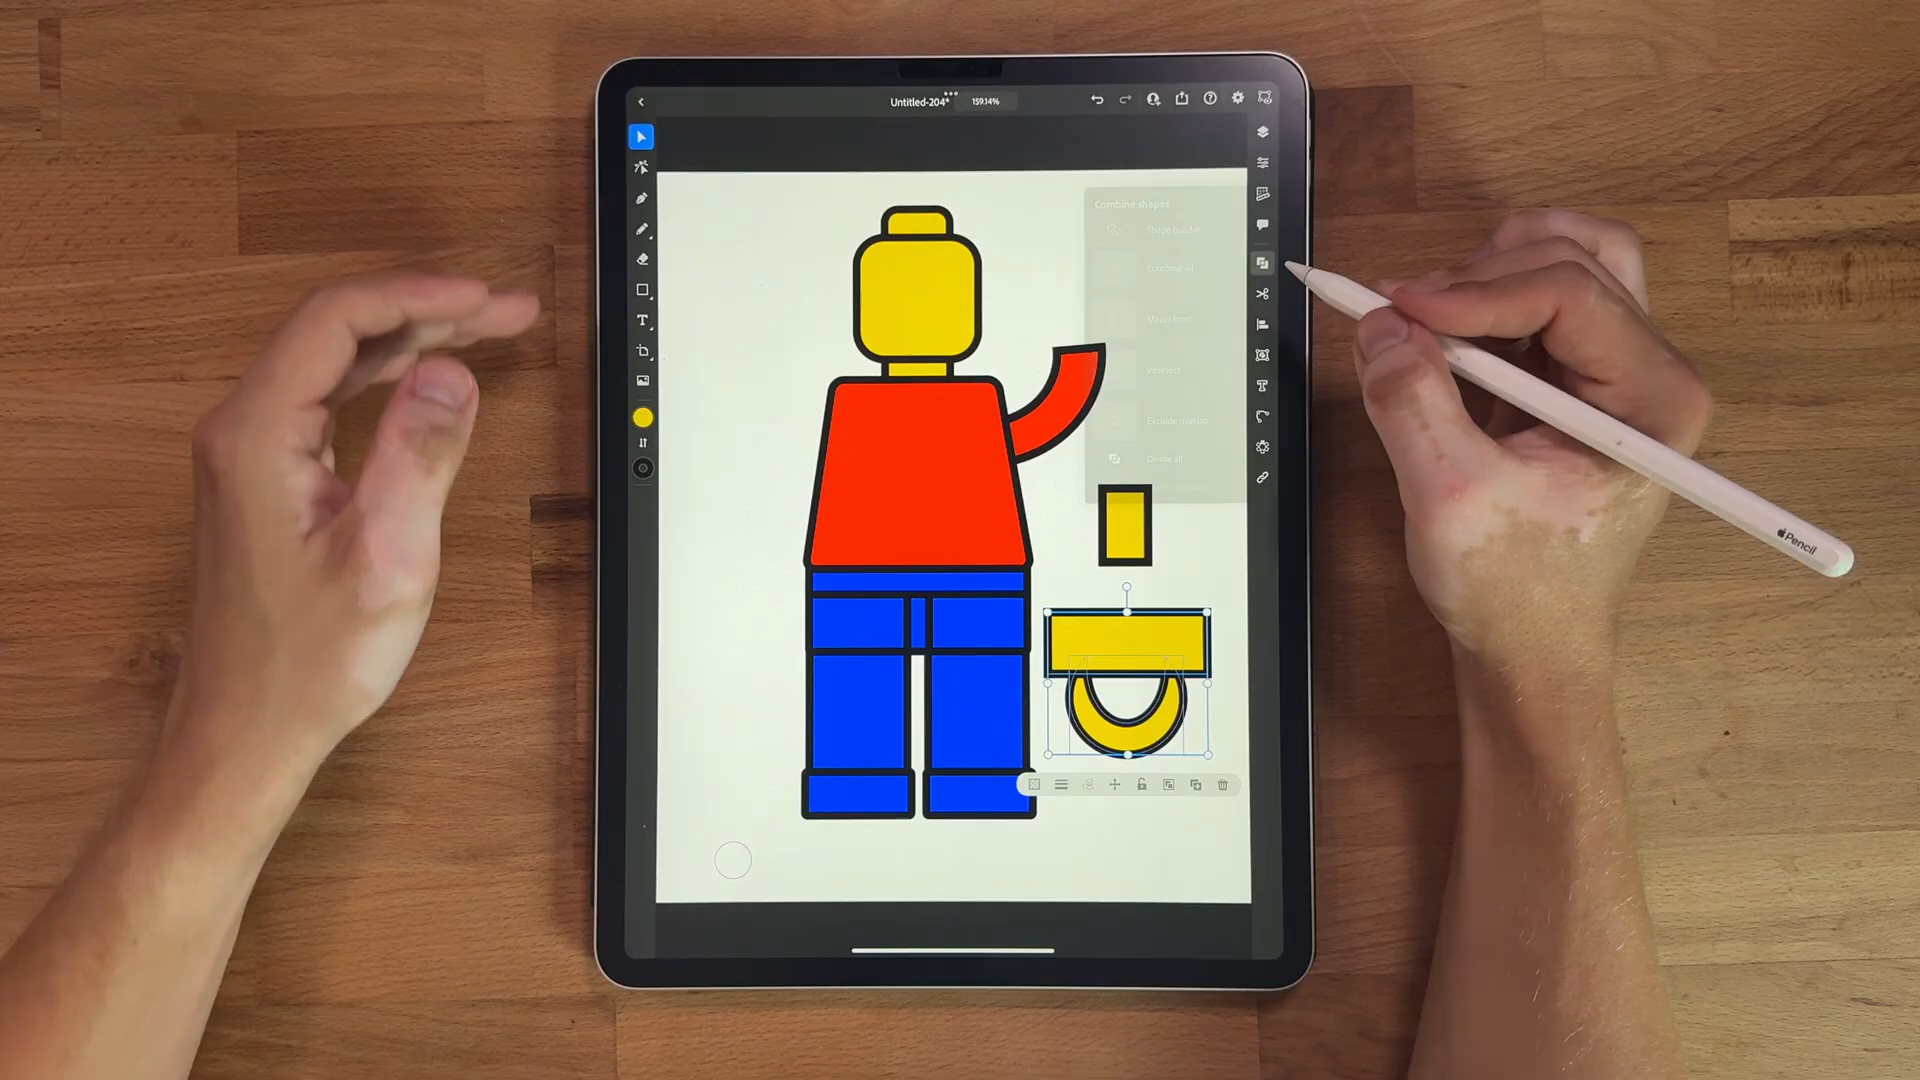 Untitled-204*
159.14%
Combine shapes
Shape builder
Combine all
Minus front
Intersect
Exclude overlap
Divide all
Pencil